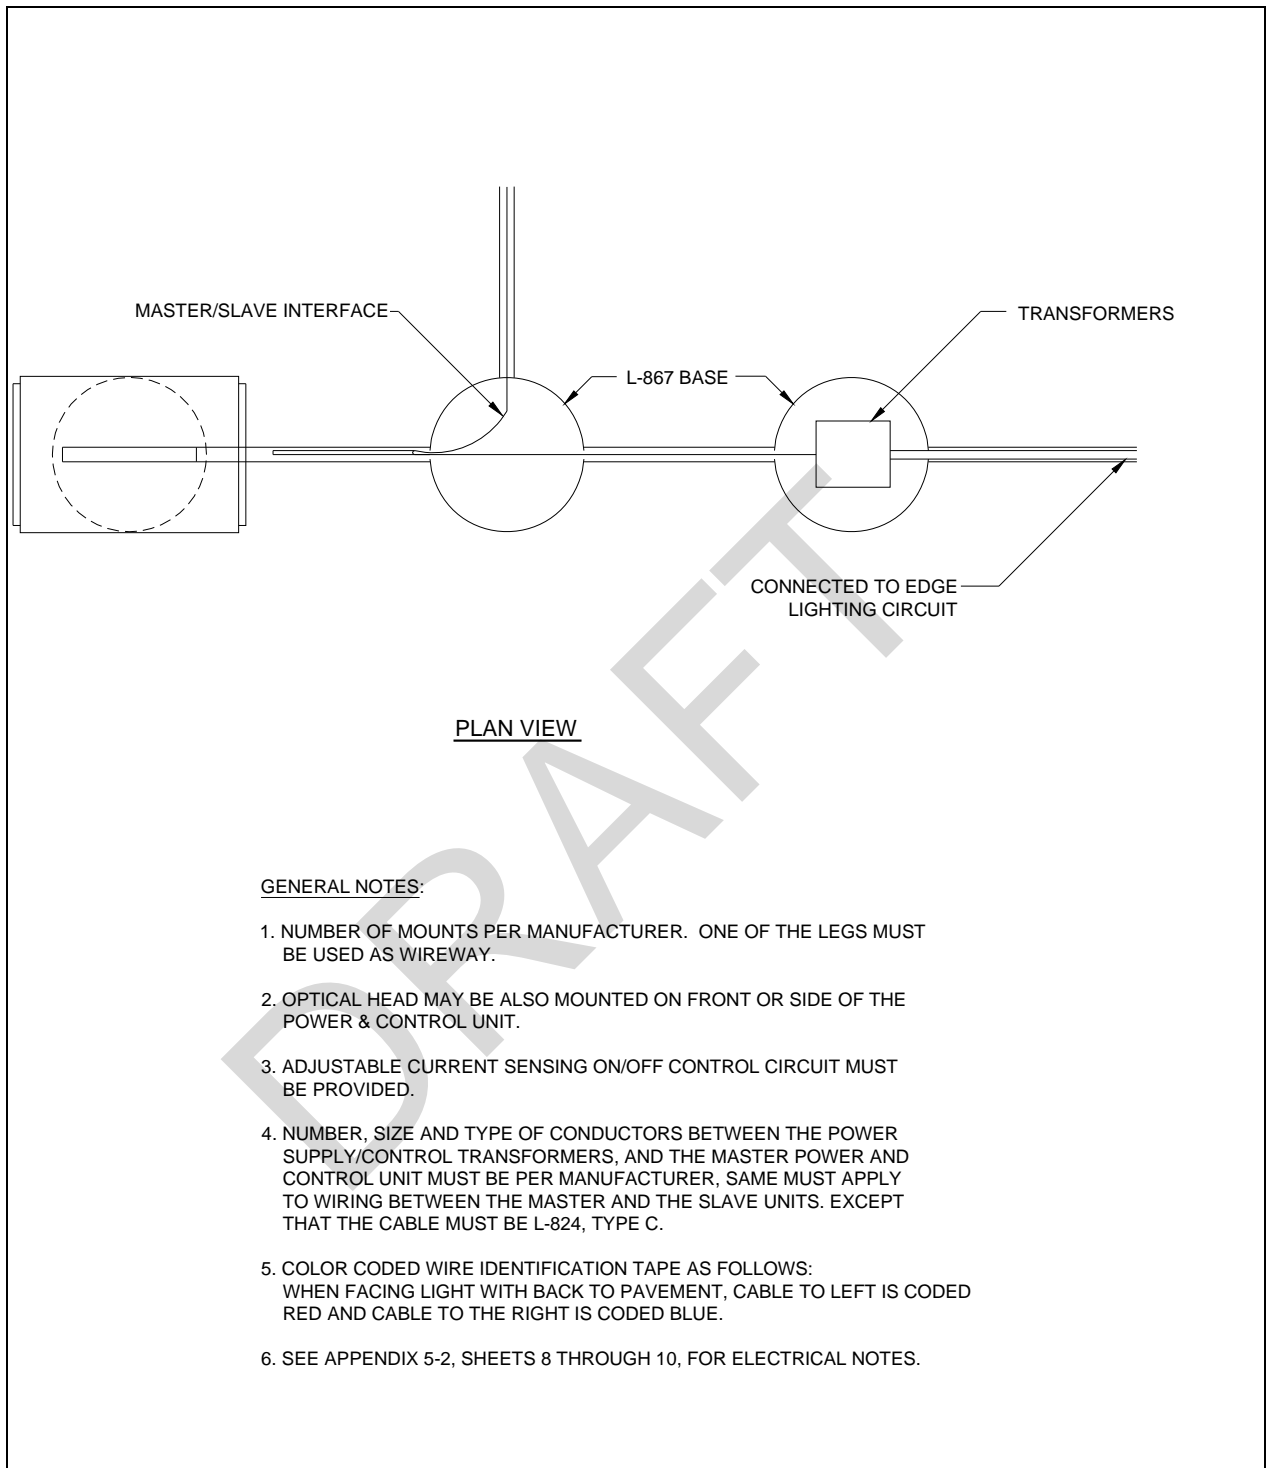 MASTER/SLAVE INTERFACE
TRANSFORMERS
L-867 BASE
CONNECTED TO EDGE
LIGHTING CIRCUIT
PLAN VIEW
DRAFT
GENERAL NOTES:
1. NUMBER OF MOUNTS PER MANUFACTURER. ONE OF THE LEGS MUST
BE USED AS WIREWAY.
2. OPTICAL HEAD MAY BE ALSO MOUNTED ON FRONT OR SIDE OF THE
POWER & CONTROL UNIT.
3. ADJUSTABLE CURRENT SENSING ON/OFF CONTROL CIRCUIT MUST
BE PROVIDED.
4. NUMBER, SIZE AND TYPE OF CONDUCTORS BETWEEN THE POWER
SUPPLY/CONTROL TRANSFORMERS, AND THE MASTER POWER AND
CONTROL UNIT MUST BE PER MANUFACTURER, SAME MUST APPLY
TO WIRING BETWEEN THE MASTER AND THE SLAVE UNITS. EXCEPT
THAT THE CABLE MUST BE L-824, TYPE C.
5. COLOR CODED WIRE IDENTIFICATION TAPE AS FOLLOWS:
WHEN FACING LIGHT WITH BACK TO PAVEMENT, CABLE TO LEFT IS CODED
RED AND CABLE TO THE RIGHT IS CODED BLUE.
6. SEE APPENDIX 5-2, SHEETS 8 THROUGH 10, FOR ELECTRICAL NOTES.